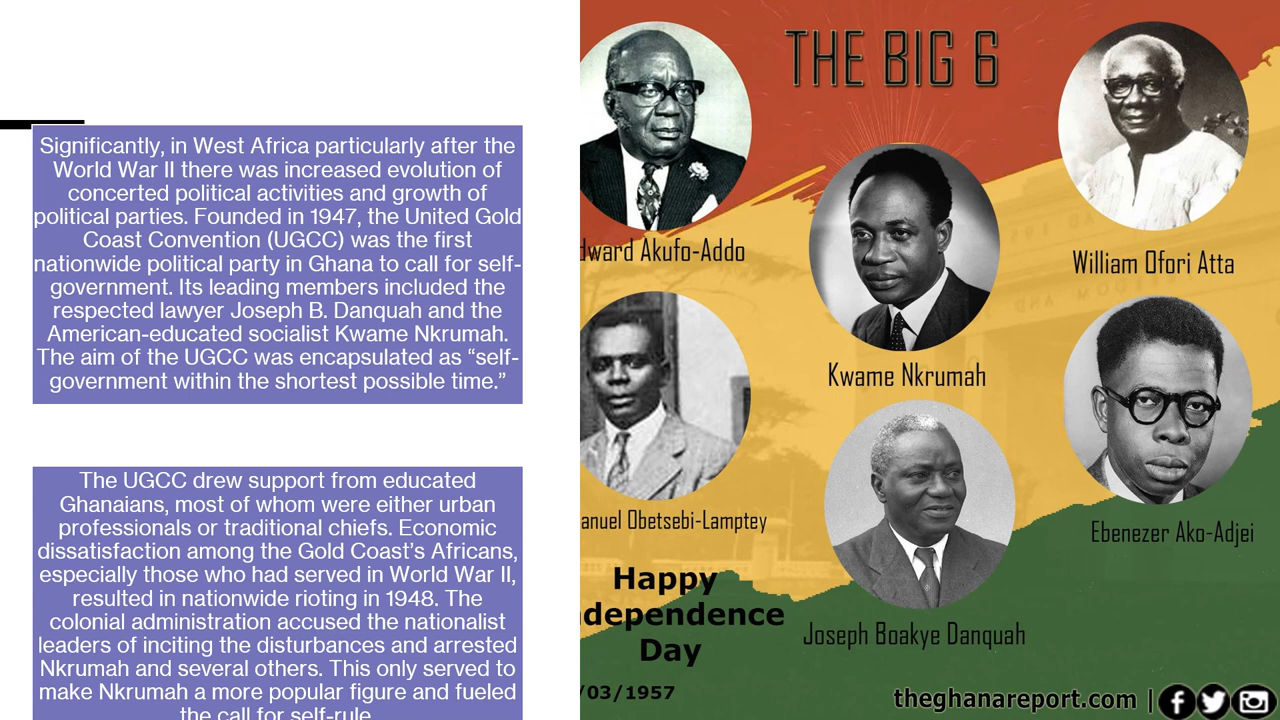 Significantly, in West Africa particularly after the
World War II there was increased evolution of
concerted political activities and growth of
political parties. Founded in 1947, the United Gold
Coast Convention (UGCC) was the first
nationwide political party in Ghana to call for self-
government. Its leading members included the
respected lawyer Joseph B. Danquah and the
American-educated socialist Kwame Nkrumah.
The aim of the UGCC was encapsulated as “self-
government within the shortest possible time.”
The UGCC drew support from educated
Ghanaians, most of whom were either urban
professionals or traditional chiefs. Economic
dissatisfaction among the Gold Coast’s Africans,
especially those who had served in World War II,
resulted in nationwide rioting in 1948. The
colonial administration accused the nationalist
leaders of inciting the disturbances and arrested
Nkrumah and several others. This only served to
make Nkrumah a more popular figure and fueled
the call for self-rule
THE BIG 6
dward Akufo-Addo
William Ofori Atta
Kwame Nkrumah
anuel Obetsebi-Lamptey
Ebenezer Ako-Adjei
Joseph Boakye Danquah
Happy
dependence
Day
/03/1957
theghanareport.com |